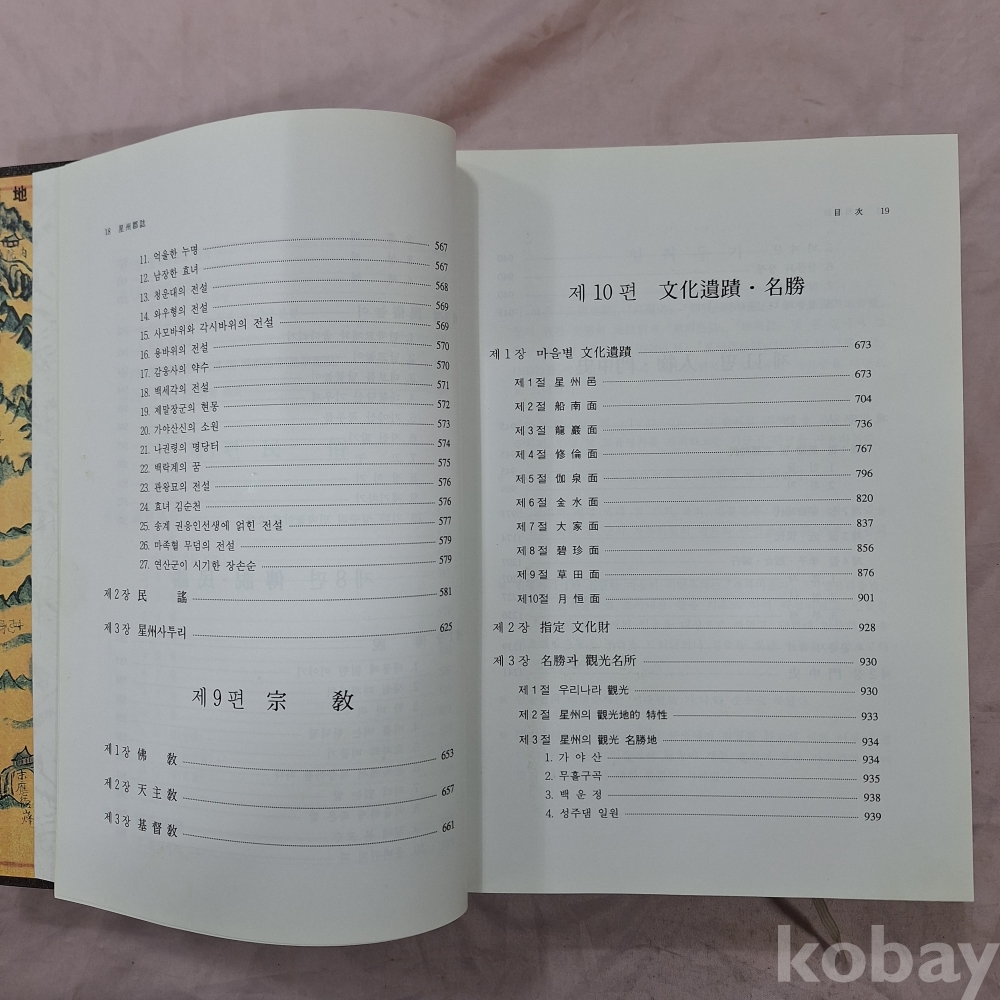 地
18 星州郡誌
11. 억울한 누명 567
12. 남장한 효녀 567
13. 청운대의 전설 568
14. 와우형의 전설 569
15. 사모바위와 각시바위의 전설 569
16. 용바위의 전설 570
17. 감응사의 약수 570
18. 백세각의 전설 571
19. 제말장군의 현몽 572
20. 가야산신의 소원 573
21. 나권령의 명당터 574
22. 백락계의 꿈 575
23. 관왕묘의 전설 576
24. 효녀 김순천 576
25. 송계 권응인선생에 얽힌 전설 577
26. 마족혈 무덤의 전설 579
27. 연산군이 시기한 장손순 579
제2장 民 謠 581
제3장 星州사투리 625
제9편 宗 敎
제1장 佛 敎 653
제2장 天主敎 657
제3장 基督敎 661
目 次 19
제10편 文化遺蹟·名勝
제1장 마을별 文化遺蹟 673
제1절 星州邑 673
제2절 船南面 704
제3절 龍巖面 736
제4절 修倫面 767
제5절 伽泉面 796
제6절 金水面 820
제7절 大家面 837
제8절 碧珍面 856
제9절 草田面 876
제10절 月恒面 901
제2장 指定 文化財 928
제3장 名勝과 觀光名所 930
제1절 우리나라 觀光 930
제2절 星州의 觀光地的 特性 933
제3절 星州의 觀光 名勝地 934
1. 가야산 934
2. 무흘구곡 935
3. 백운정 938
4. 성주댐 일원 939
kobay